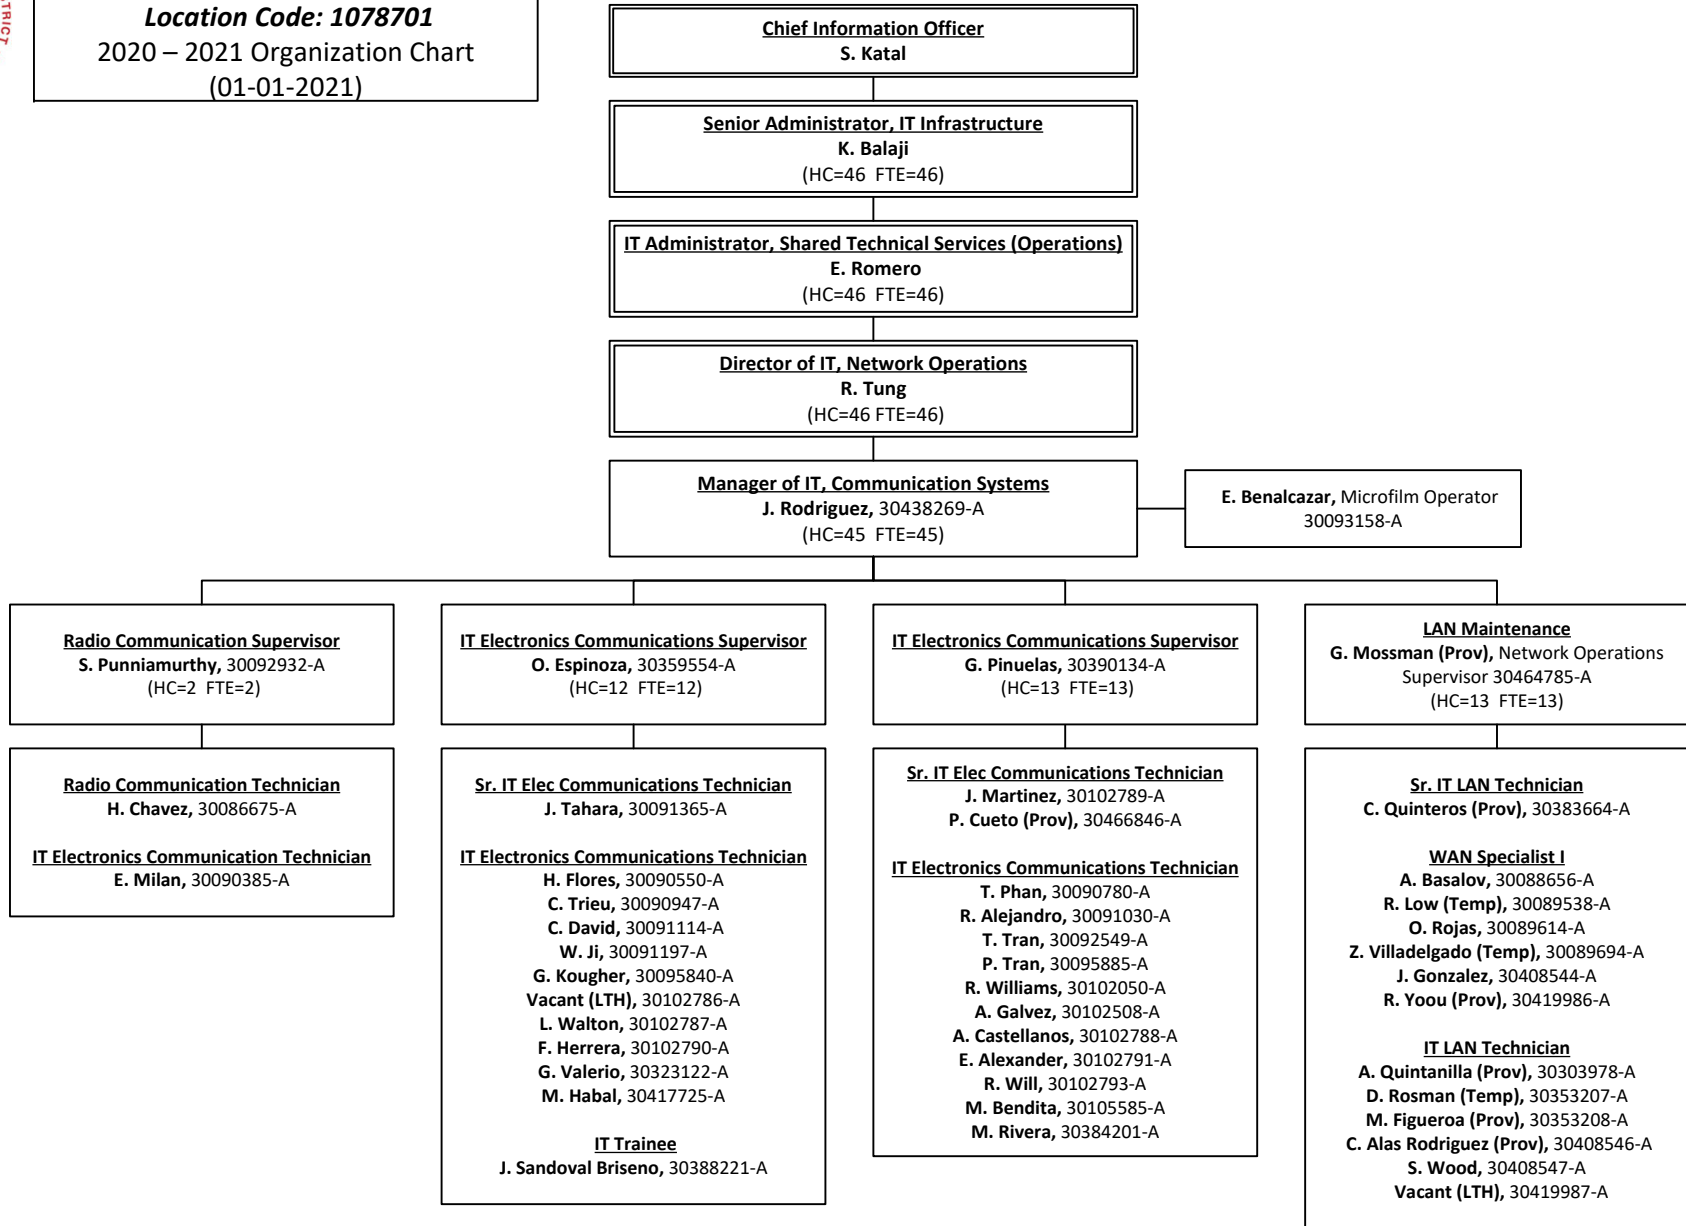 TRICT
Location Code: 1078701
2020 – 2021 Organization Chart
(01-01-2021)
Chief Information Officer
S. Katal
Senior Administrator, IT Infrastructure
K. Balaji
(HC=46 FTE=46)
IT Administrator, Shared Technical Services (Operations)
E. Romero
(HC=46 FTE=46)
Director of IT, Network Operations
R. Tung
(HC=46 FTE=46)
Manager of IT, Communication Systems
J. Rodriguez, 30438269-A
(HC=45 FTE=45)
E. Benalcazar, Microfilm Operator
30093158-A
Radio Communication Supervisor
S. Punniamurthy, 30092932-A
(HC=2 FTE=2)
IT Electronics Communications Supervisor
O. Espinoza, 30359554-A
(HC=12 FTE=12)
IT Electronics Communications Supervisor
G. Pinuelas, 30390134-A
(HC=13 FTE=13)
LAN Maintenance
G. Mossman (Prov), Network Operations
Supervisor 30464785-A
(HC=13 FTE=13)
Radio Communication Technician
H. Chavez, 30086675-A
IT Electronics Communication Technician
E. Milan, 30090385-A
Sr. IT Elec Communications Technician
J. Tahara, 30091365-A
IT Electronics Communications Technician
H. Flores, 30090550-A
C. Trieu, 30090947-A
C. David, 30091114-A
W. Ji, 30091197-A
G. Kougher, 30095840-A
Vacant (LTH), 30102786-A
L. Walton, 30102787-A
F. Herrera, 30102790-A
G. Valerio, 30323122-A
M. Habal, 30417725-A
IT Trainee
J. Sandoval Briseno, 30388221-A
Sr. IT Elec Communications Technician
J. Martinez, 30102789-A
P. Cueto (Prov), 30466846-A
IT Electronics Communications Technician
T. Phan, 30090780-A
R. Alejandro, 30091030-A
T. Tran, 30092549-A
P. Tran, 30095885-A
R. Williams, 30102050-A
A. Galvez, 30102508-A
A. Castellanos, 30102788-A
E. Alexander, 30102791-A
R. Will, 30102793-A
M. Bendita, 30105585-A
M. Rivera, 30384201-A
Sr. IT LAN Technician
C. Quinteros (Prov), 30383664-A
WAN Specialist I
A. Basalov, 30088656-A
R. Low (Temp), 30089538-A
O. Rojas, 30089614-A
Z. Villadelgado (Temp), 30089694-A
J. Gonzalez, 30408544-A
R. Yoou (Prov), 30419986-A
IT LAN Technician
A. Quintanilla (Prov), 30303978-A
D. Rosman (Temp), 30353207-A
M. Figueroa (Prov), 30353208-A
C. Alas Rodriguez (Prov), 30408546-A
S. Wood, 30408547-A
Vacant (LTH), 30419987-A